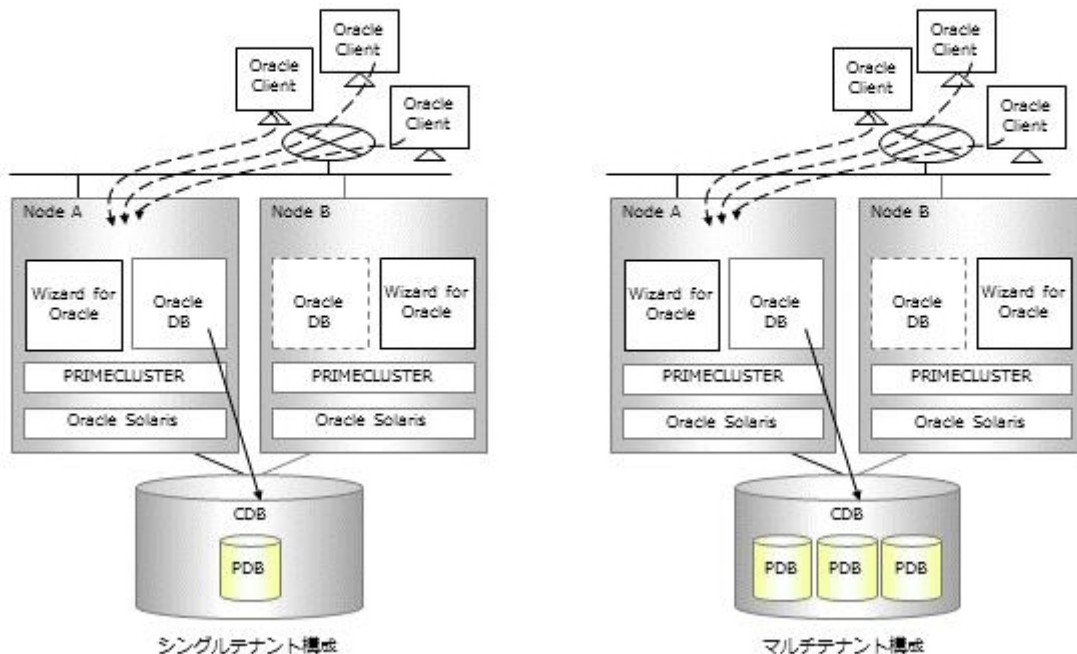 Oracle
Client
Oracle
Client
Oracle
Client
Node A
Node B
Wizard for
Oracle
Oracle
DB
Oracle
DB
Wizard for
Oracle
PRIMECLUSTER
PRIMECLUSTER
Oracle Solaris
Oracle Solaris
CDB
PDB
シングルテナント構成
Oracle
Client
Oracle
Client
Oracle
Client
Node A
Node B
Wizard for
Oracle
Oracle
DB
Oracle
DB
Wizard for
Oracle
PRIMECLUSTER
PRIMECLUSTER
Oracle Solaris
Oracle Solaris
CDB
PDB
PDB
PDB
マルチテナント構成